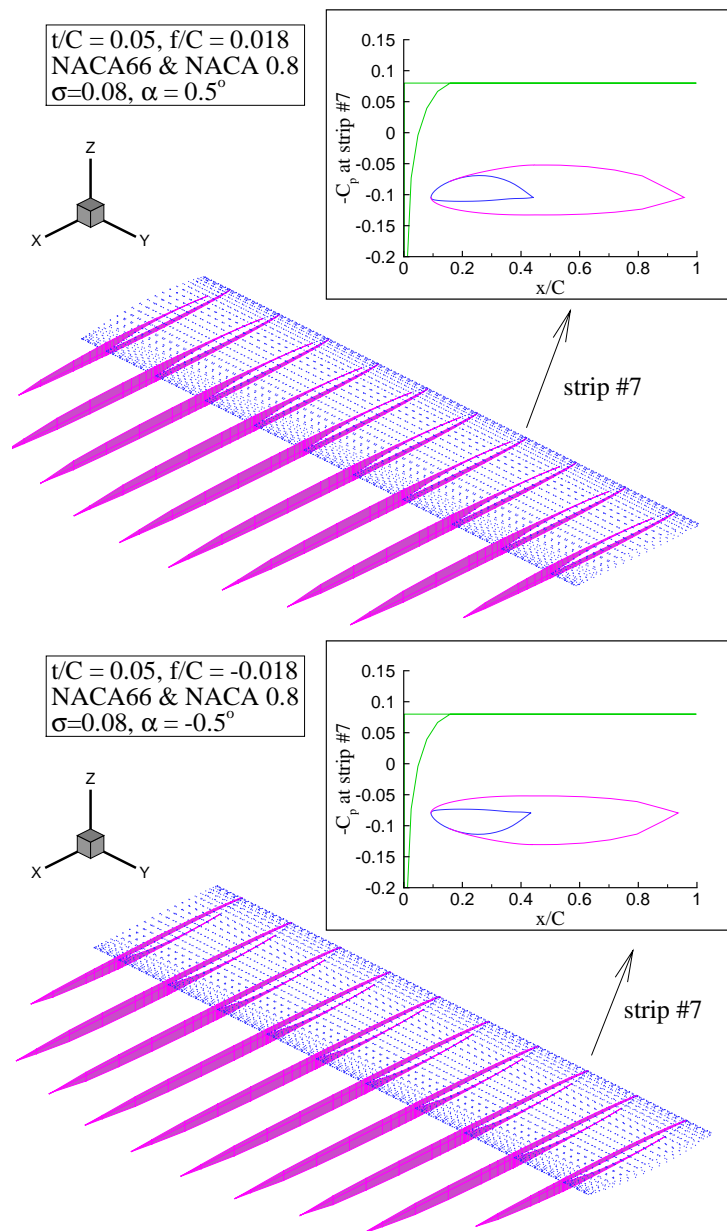 t/C = 0.05, f/C = 0.018
NACA66 & NACA 0.8
σ=0.08, α = 0.5°
Z
X
Y
-Cp at strip #7
0.15
0.1
0.05
0
-0.05
-0.1
-0.15
-0.2
0 0.2 0.4 0.6 0.8 1
x/C
strip #7
t/C = 0.05, f/C = -0.018
NACA66 & NACA 0.8
σ=0.08, α = -0.5°
Z
X
Y
-Cp at strip #7
0.15
0.1
0.05
0
-0.05
-0.1
-0.15
-0.2
0 0.2 0.4 0.6 0.8 1
x/C
strip #7